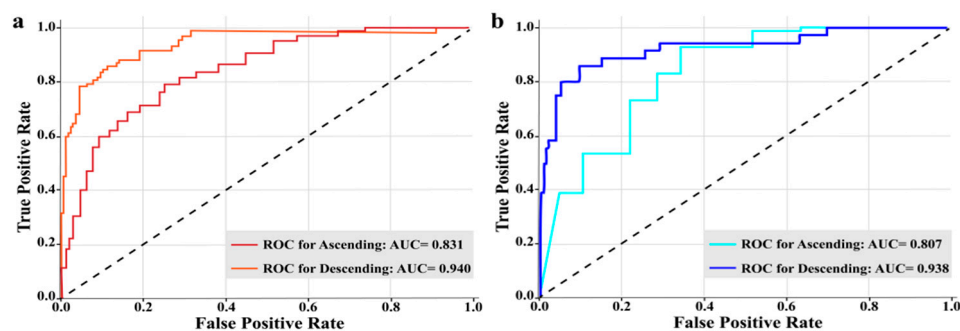 a
True Positive Rate
1.0
0.8
0.6
0.4
0.2
0.0
ROC for Ascending: AUC= 0.831
ROC for Descending: AUC= 0.940
0.0 0.2 0.4 0.6 0.8 1.0
False Positive Rate
b
True Positive Rate
1.0
0.8
0.6
0.4
0.2
0.0
ROC for Ascending: AUC= 0.807
ROC for Descending: AUC= 0.938
0.0 0.2 0.4 0.6 0.8 1.0
False Positive Rate